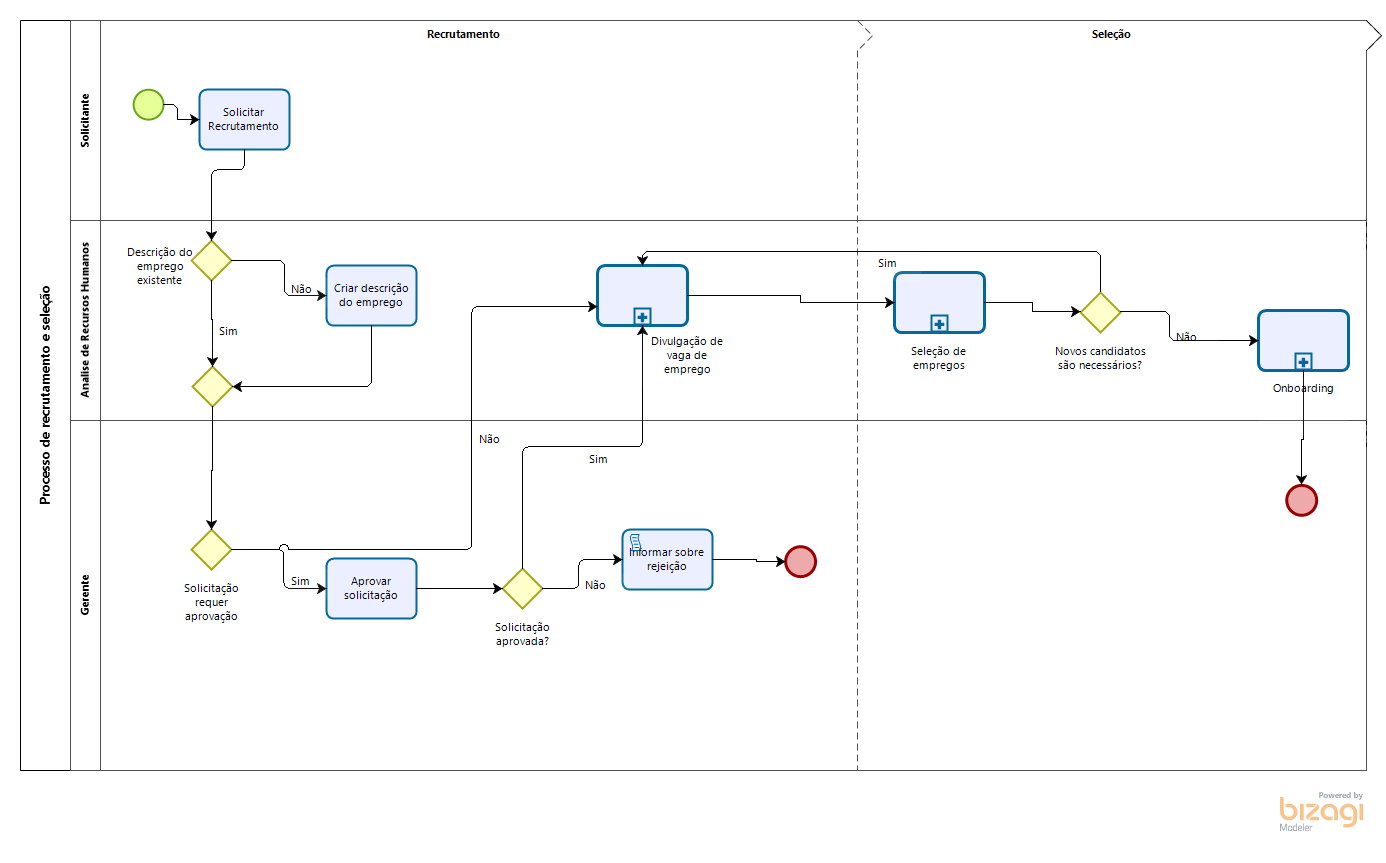 Recrutamento
Seleção
Processo de recrutamento e seleção
Solicitante
Solicitar
Recrutamento
Analise de Recursos Humanos
Descrição do
emprego
existente
Não
Criar descrição
do emprego
Sim
Divulgação de
vaga de
emprego
Sim
Seleção de
empregos
Novos candidatos
são necessários?
Não
Onboarding
Gerente
Não
Sim
Solicitação
requer
aprovação
Sim
Aprovar
solicitação
Solicitação
aprovada?
Não
Informar sobre
rejeição
Powered by
bizagi
Modeler